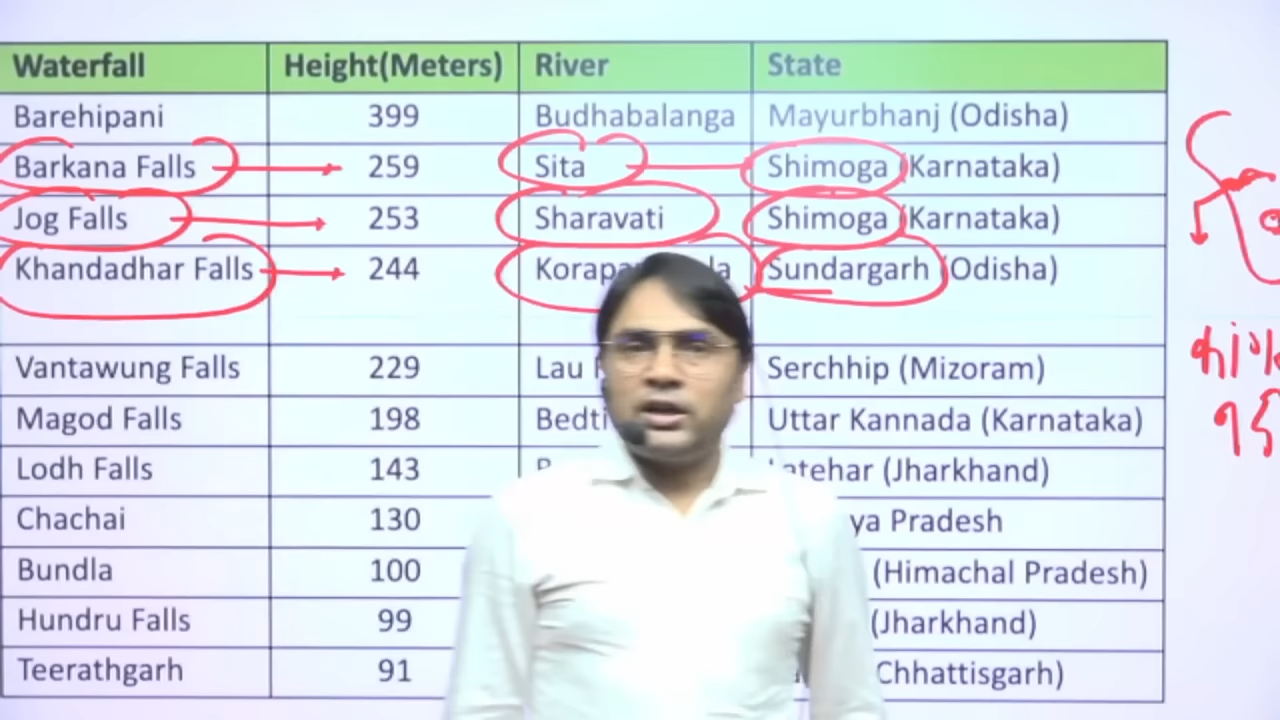 Waterfall Height(Meters) River State
Barehipani 399 Budhabalanga Mayurbhanj (Odisha)
Barkana Falls 259 Sita Shimoga (Karnataka)
Jog Falls 253 Sharavati Shimoga (Karnataka)
Khandadhar Falls 244 Sundargarh (Odisha)
Vantawung Falls 229 Lau Serchhip (Mizoram)
Magod Falls 198 Bedti Uttar Kannada (Karnataka)
Lodh Falls 143 (Jharkhand)
Chachai 130 Pradesh
Bundla 100 (Himachal Pradesh)
Hundru Falls 99 (Jharkhand)
Teerathgarh 91 Chhattisgarh)